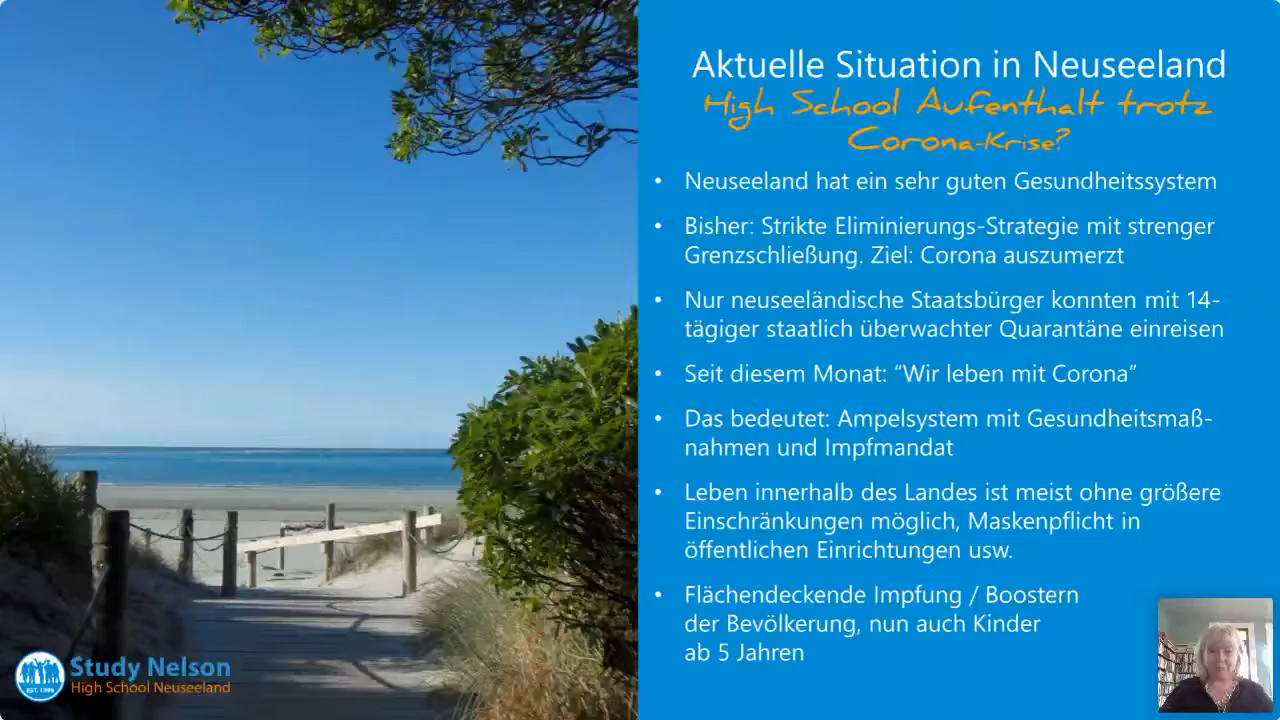 Aktuelle Situation in Neuseeland
High School Aufenthalt trotz
Corona-Krise?
• Neuseeland hat ein sehr guten Gesundheitssystem
• Bisher: Strikte Eliminierungs-Strategie mit strenger
Grenzschließung. Ziel: Corona auszumerzt
• Nur neuseeländische Staatsbürger konnten mit 14-
tägiger staatlich überwachter Quarantäne einreisen
• Seit diesem Monat: “Wir leben mit Corona”
• Das bedeutet: Ampelsystem mit Gesundheitsmaß-
nahmen und Impfmandat
• Leben innerhalb des Landes ist meist ohne größere
Einschränkungen möglich, Maskenpflicht in
öffentlichen Einrichtungen usw.
• Flächendeckende Impfung / Boostern
der Bevölkerung, nun auch Kinder
ab 5 Jahren
Study Nelson
High School Neuseeland
EST. 1996